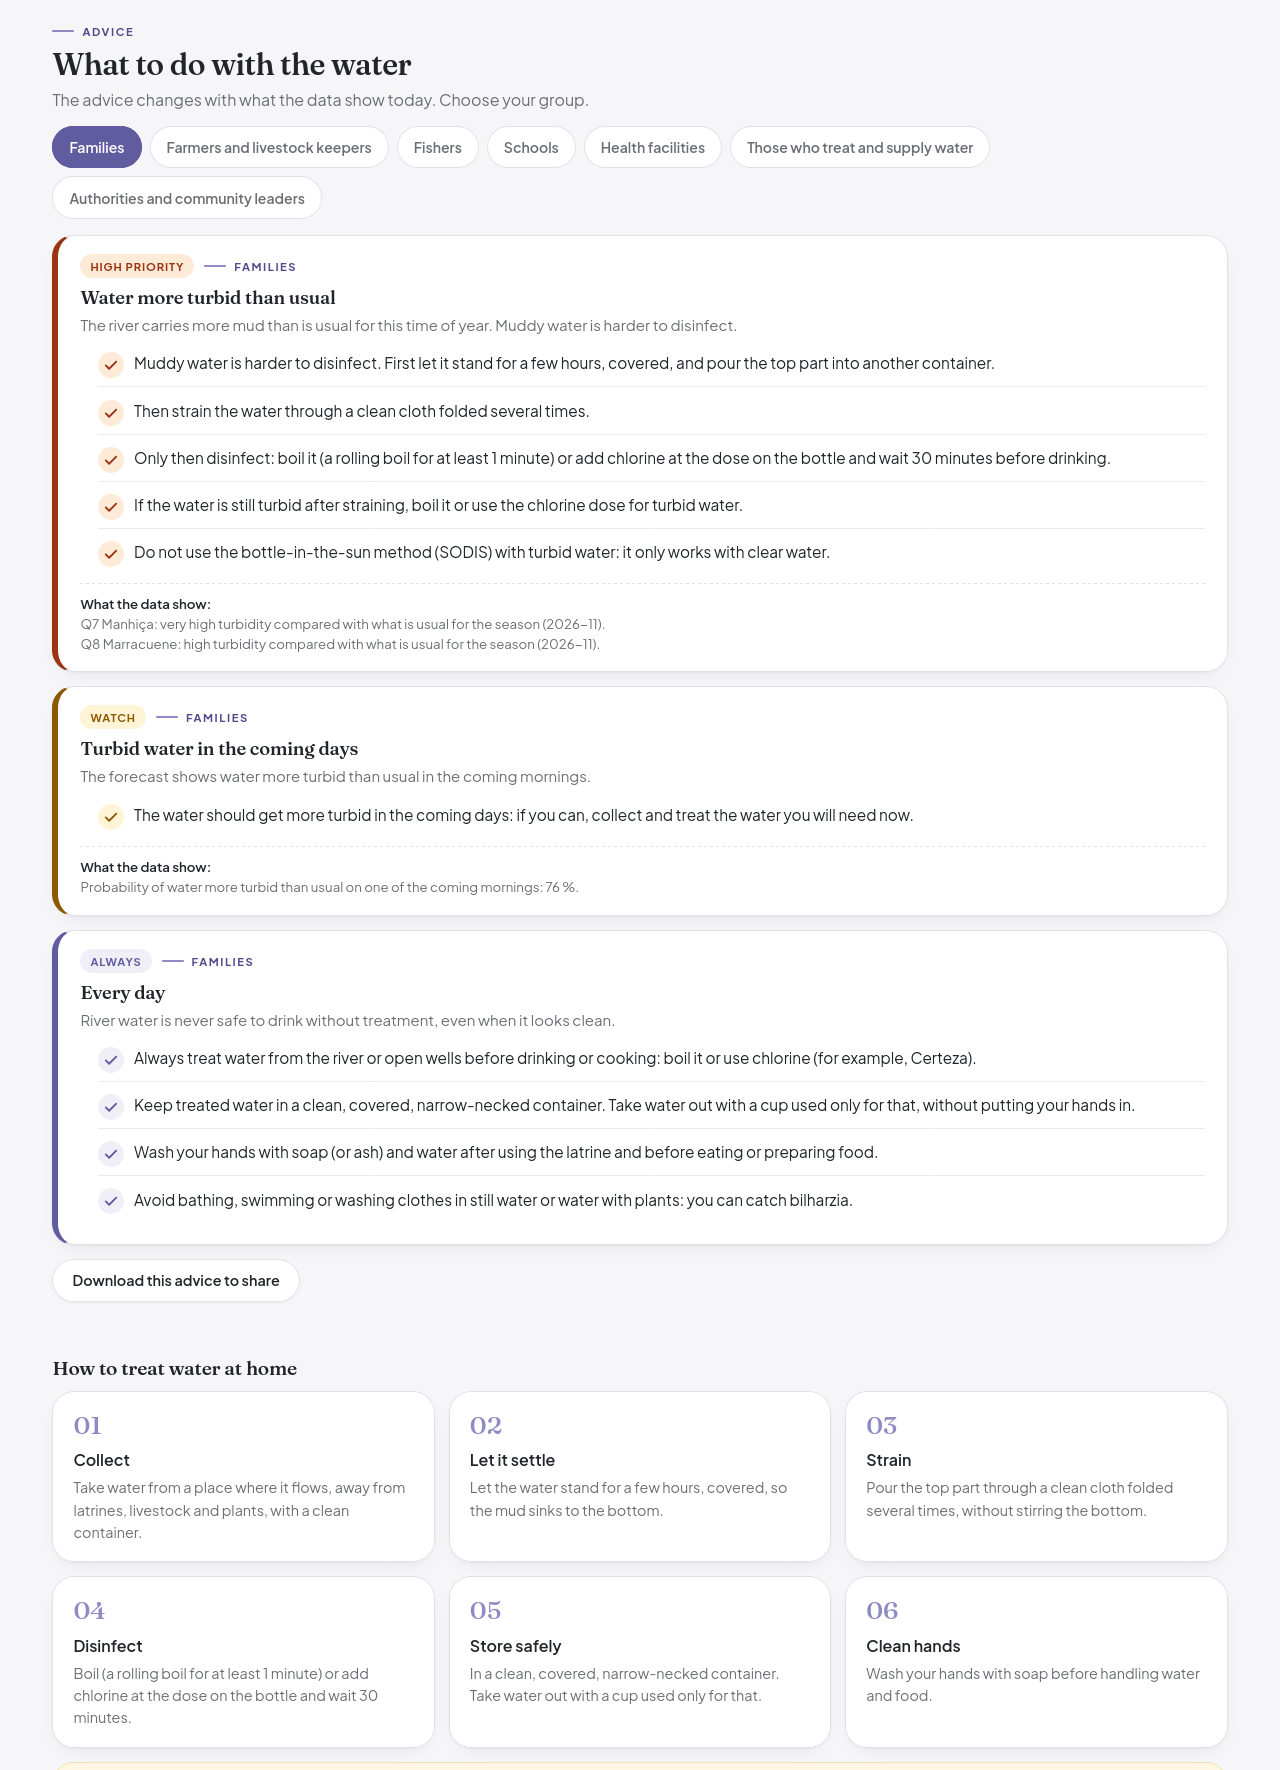 ADVICE
What to do with the water
The advice changes with what the data show today. Choose your group.
Families
Farmers and livestock keepers
Fishers
Schools
Health facilities
Those who treat and supply water
Authorities and community leaders
HIGH PRIORITY
FAMILIES
Water more turbid than usual
The river carries more mud than is usual for this time of year. Muddy water is harder to disinfect.
Muddy water is harder to disinfect. First let it stand for a few hours, covered, and pour the top part into another container.
Then strain the water through a clean cloth folded several times.
Only then disinfect: boil it (a rolling boil for at least 1 minute) or add chlorine at the dose on the bottle and wait 30 minutes before drinking.
If the water is still turbid after straining, boil it or use the chlorine dose for turbid water.
Do not use the bottle-in-the-sun method (SODIS) with turbid water: it only works with clear water.
What the data show:
Q7 Manhiça: very high turbidity compared with what is usual for the season (2026-11).
Q8 Marracuene: high turbidity compared with what is usual for the season (2026-11).
WATCH
FAMILIES
Turbid water in the coming days
The forecast shows water more turbid than usual in the coming mornings.
The water should get more turbid in the coming days: if you can, collect and treat the water you will need now.
What the data show:
Probability of water more turbid than usual on one of the coming mornings: 76 %.
ALWAYS
FAMILIES
Every day
River water is never safe to drink without treatment, even when it looks clean.
Always treat water from the river or open wells before drinking or cooking: boil it or use chlorine (for example, Certeza).
Keep treated water in a clean, covered, narrow-necked container. Take water out with a cup used only for that, without putting your hands in.
Wash your hands with soap (or ash) and water after using the latrine and before eating or preparing food.
Avoid bathing, swimming or washing clothes in still water or water with plants: you can catch bilharzia.
Download this advice to share
How to treat water at home
01
Collect
Take water from a place where it flows, away from
latrines, livestock and plants, with a clean
container.
02
Let it settle
Let the water stand for a few hours, covered, so
the mud sinks to the bottom.
03
Strain
Pour the top part through a clean cloth folded
several times, without stirring the bottom.
04
Disinfect
Boil (a rolling boil for at least 1 minute) or add
chlorine at the dose on the bottle and wait 30
minutes.
05
Store safely
In a clean, covered, narrow-necked container.
Take water out with a cup used only for that.
06
Clean hands
Wash your hands with soap before handling water
and food.